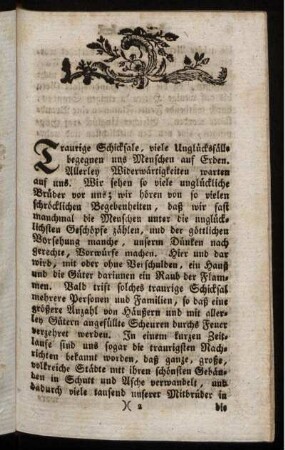 Traurige Schicksale, viele Unglücksfälle
begegnen uns Menschen auf Erden.
Allerley Widerwärtigkeiten warten
auf uns. Wir sehen so viele unglückliche
Brüder vor uns; wir hören von so vielen
schröcklichen Begebenheiten, daß wir fast
manchmal die Menschen unter die unglück-
lichsten Geschöpfe zählen, und der göttlichen
Vorsehung manche, unserm Dünken nach
gerechte, Vorwürfe machen. Hier und dar
wird, mit oder ohne Verschulden, ein Hauß
und die Güter darinnen ein Raub der Flam-
men. Bald trift solches traurige Schicksal
mehrere Personen und Familien, so daß eine
größere Anzahl von Häußern und mit aller-
ley Gütern angefüllte Scheuren durchs Feuer
verzehret werden. In einem kurzen Zeit-
laufe sind uns sogar die traurigsten Nach-
richten bekannt worden, daß ganze, große,
volkreiche Städte mit ihren schönsten Gebäu-
den in Schutt und Asche verwandelt, und
dadurch viele tausend unserer Mitbrüder in
)( 2 die